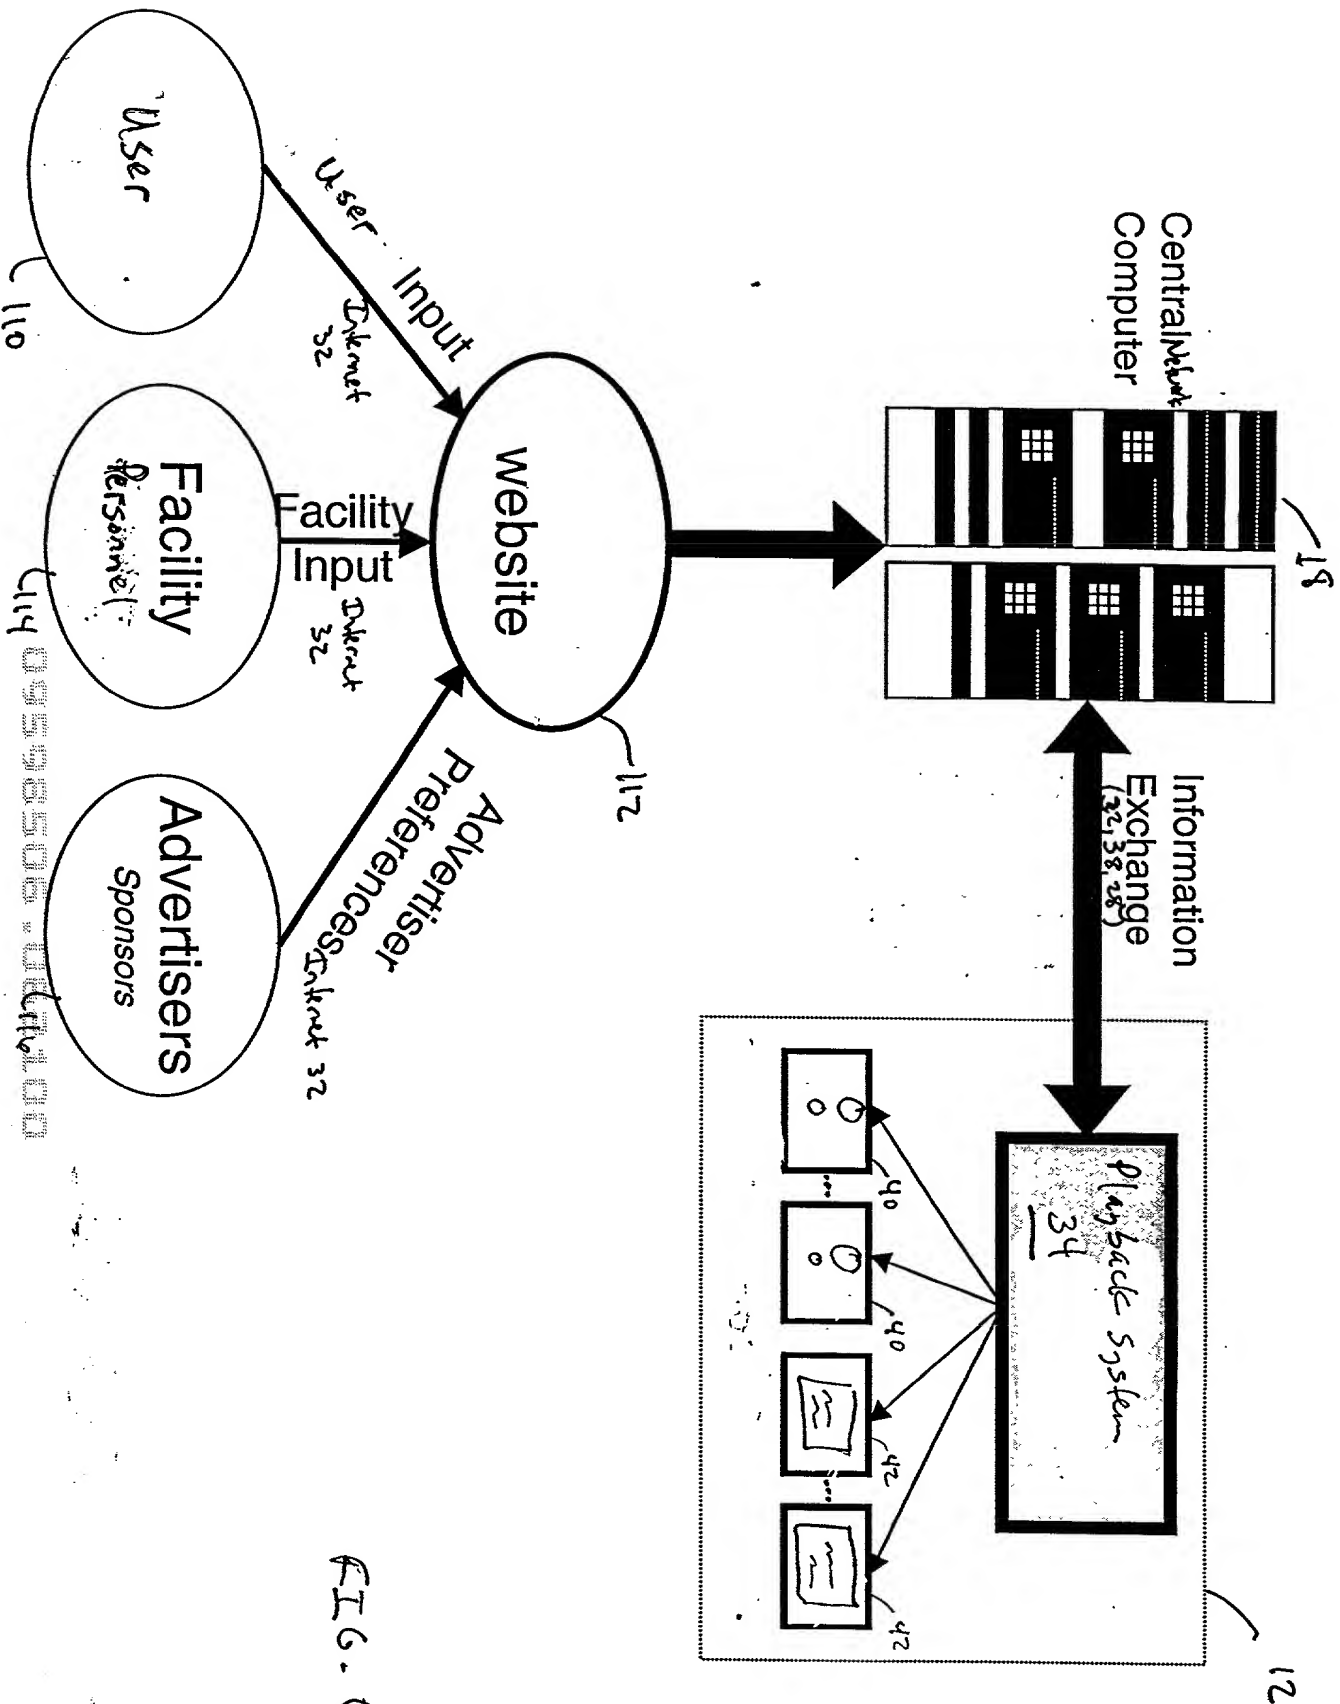 18
Central Network
Computer
Information
Exchange
(32, 38, 28)
12
Playback System
34
40
40
42
42
website
112
User Input
Internet
32
Facility
Input
Internet
32
Advertiser
Preferences
Internet 32
User
110
Facility
Personnel
114
Advertisers
Sponsors
116
FIG.